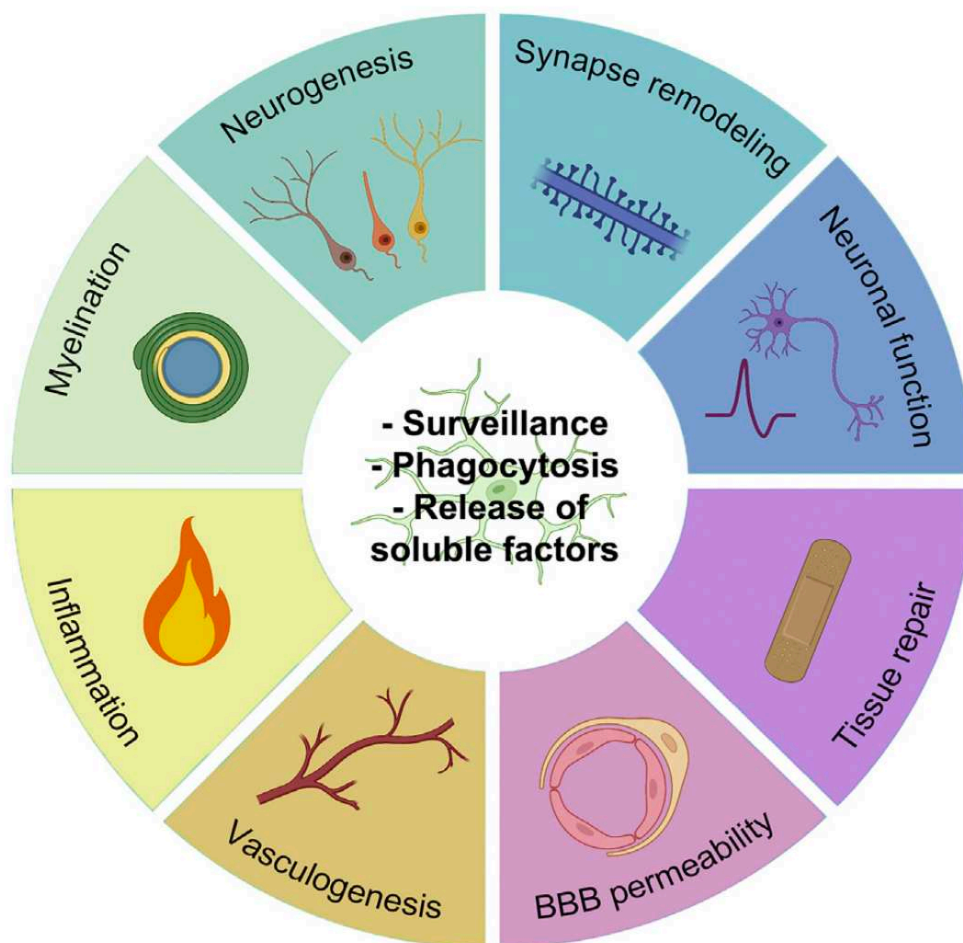 Neurogenesis
Synapse remodeling
Neuronal function
Tissue repair
BBB permeability
Vasculogenesis
Inflammation
Myelination
- Surveillance
- Phagocytosis
- Release of
soluble factors